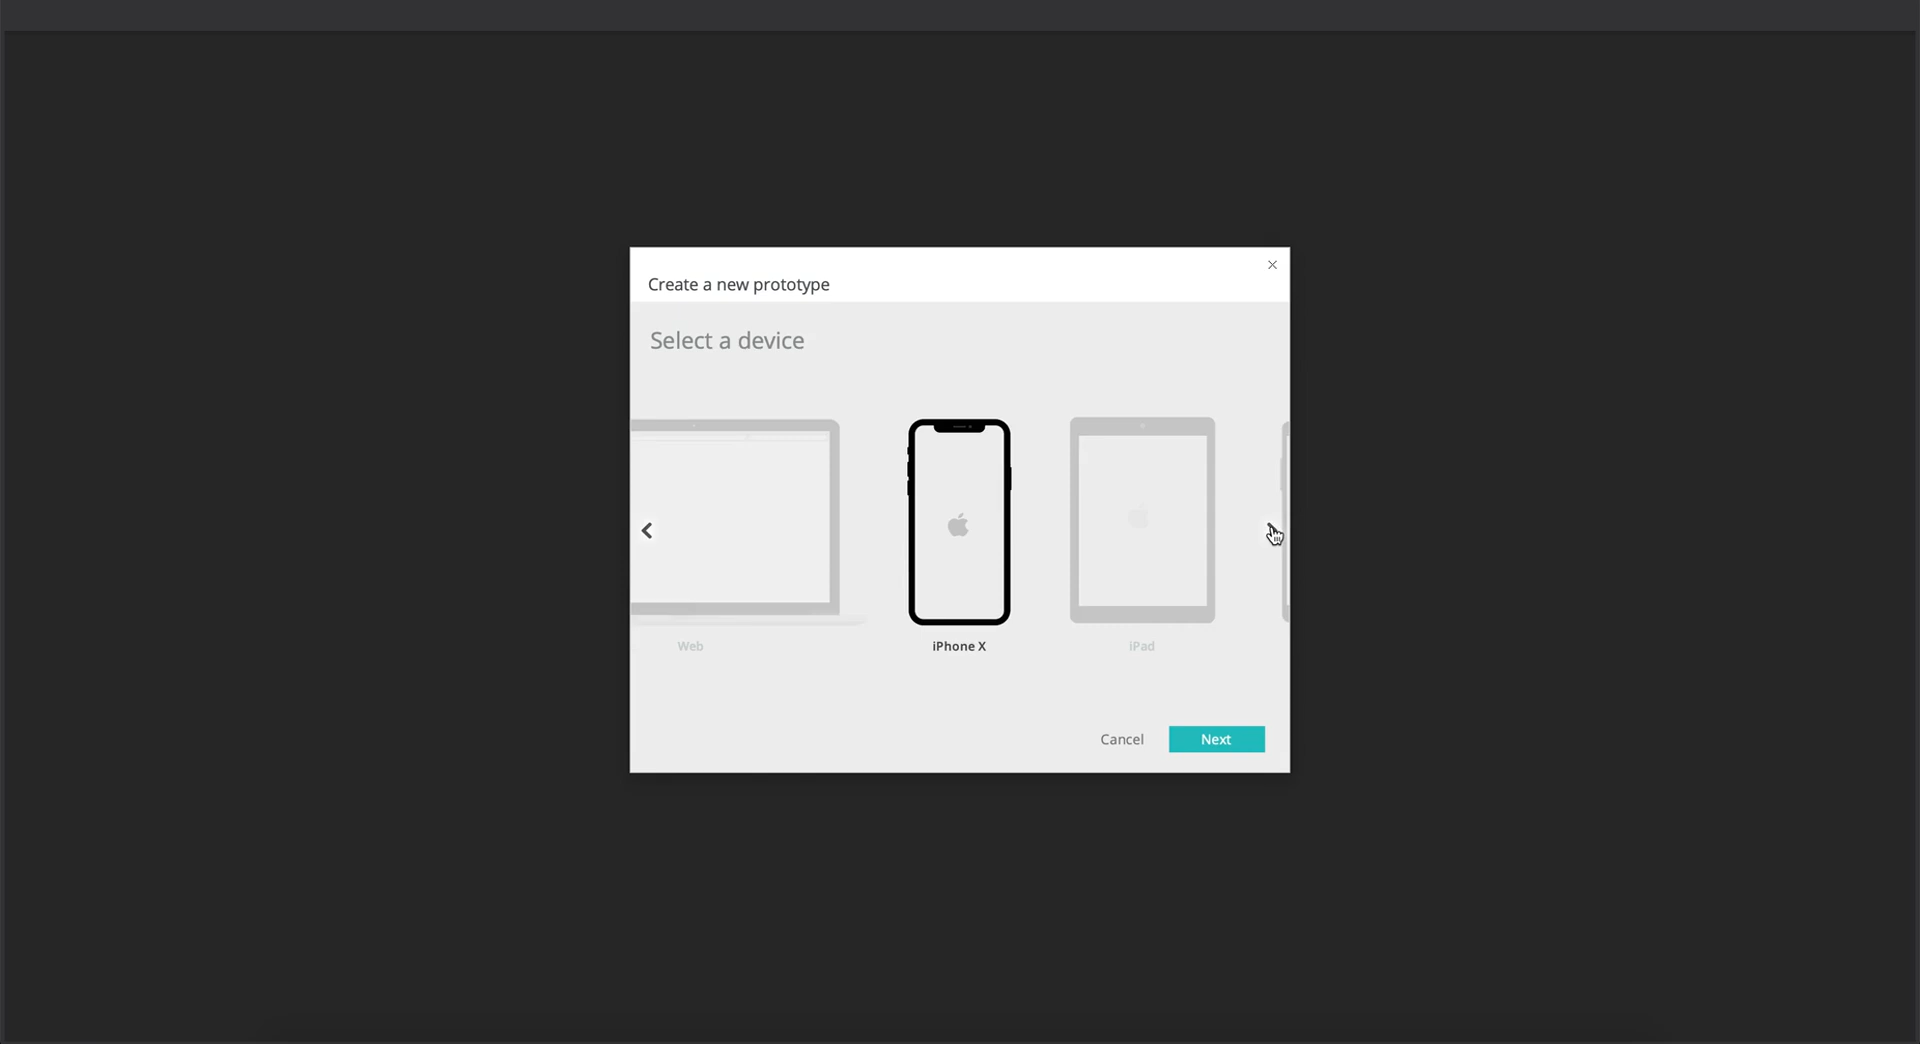 Create a new prototype
Select a device
Web
iPhone X
iPad
Cancel
Next